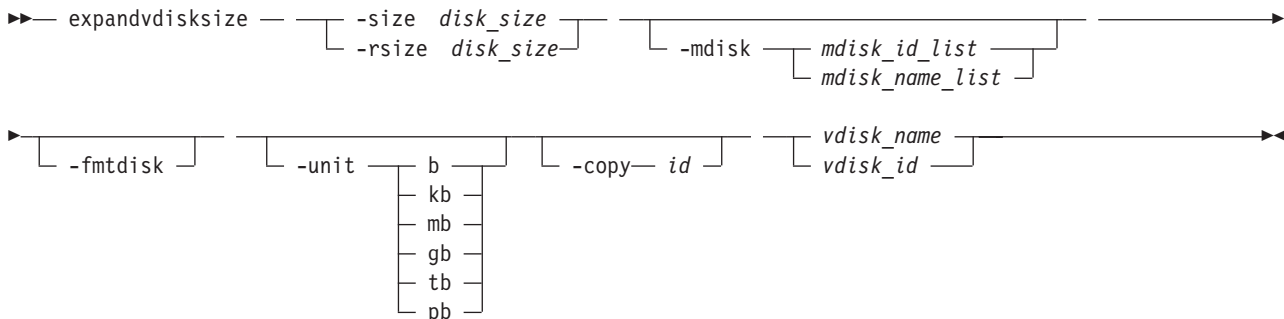 expandvdisksize -size disk_size -mdisk mdisk_id_list
-rsize disk_size mdisk_name_list
-fmtdisk -unit b -copy id vdisk_name
kb vdisk_id
mb
gb
tb
pb